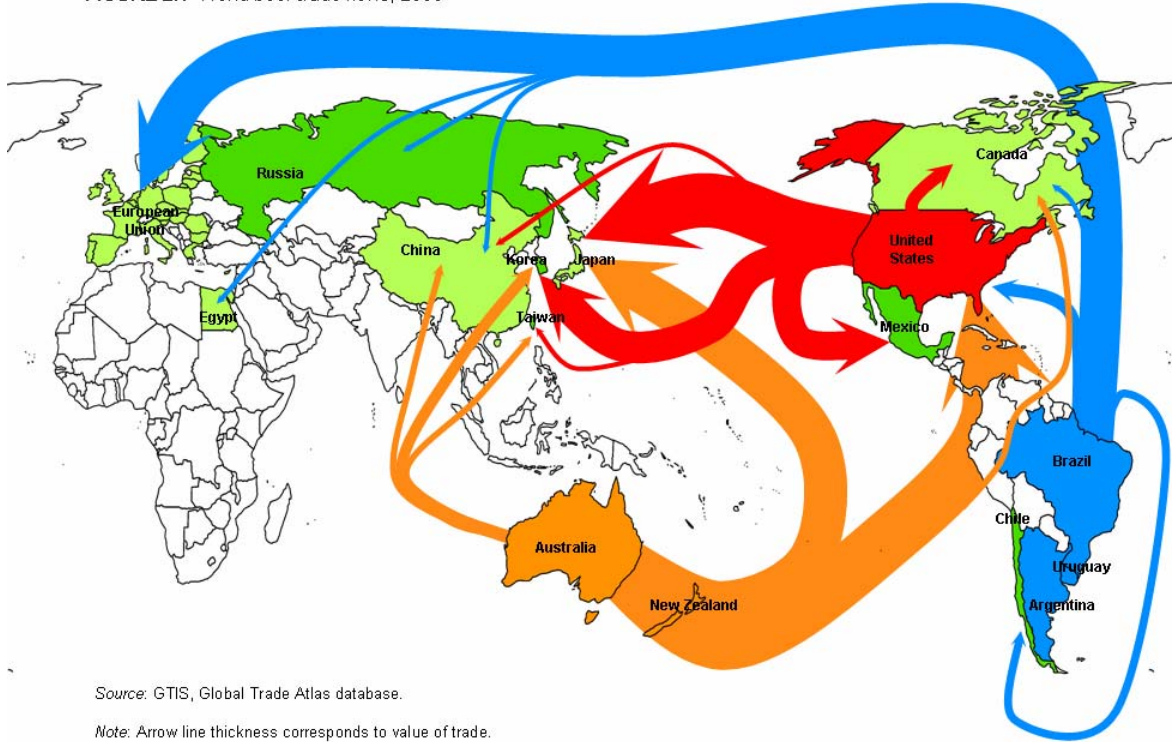 Canada
Russia
European
Union
China
Korea
Japan
United
States
Egypt
Taiwan
Mexico
Brazil
Chile
Australia
Uruguay
New Zealand
Argentina
Source: GTIS, Global Trade Atlas database.
Note: Arrow line thickness corresponds to value of trade.